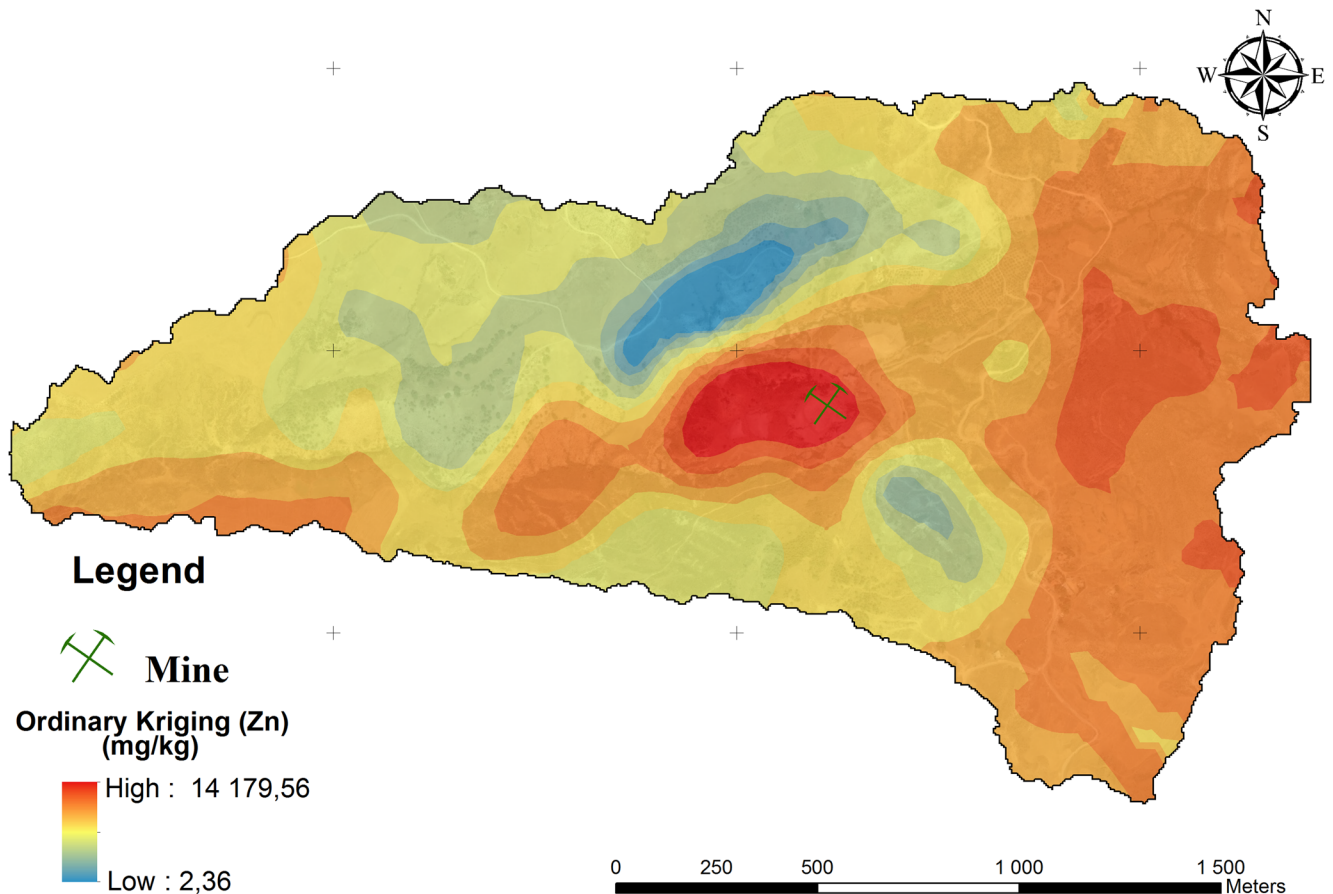 N
W E
S
Legend
Mine
Ordinary Kriging (Zn)
(mg/kg)
High : 14 179,56
Low : 2,36
0 250 500 1 000 1 500
Meters